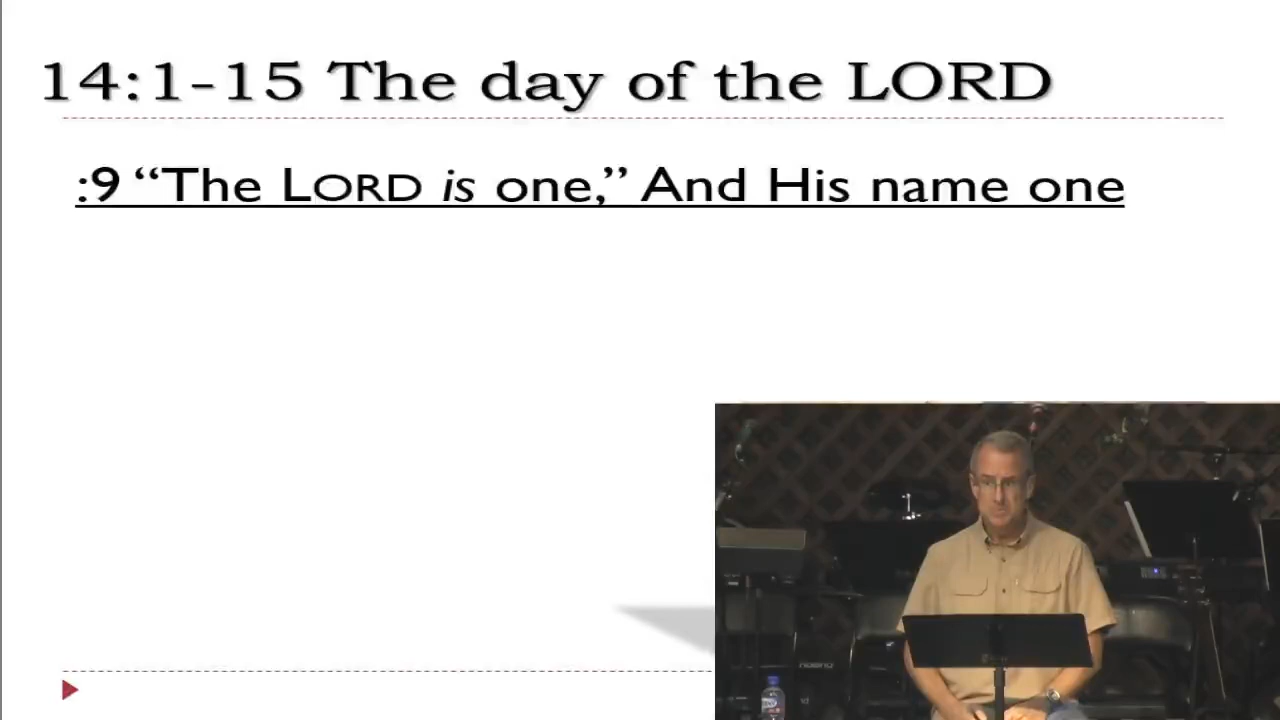 14:1-15 The day of the LORD
:9 “The LORD is one,” And His name one